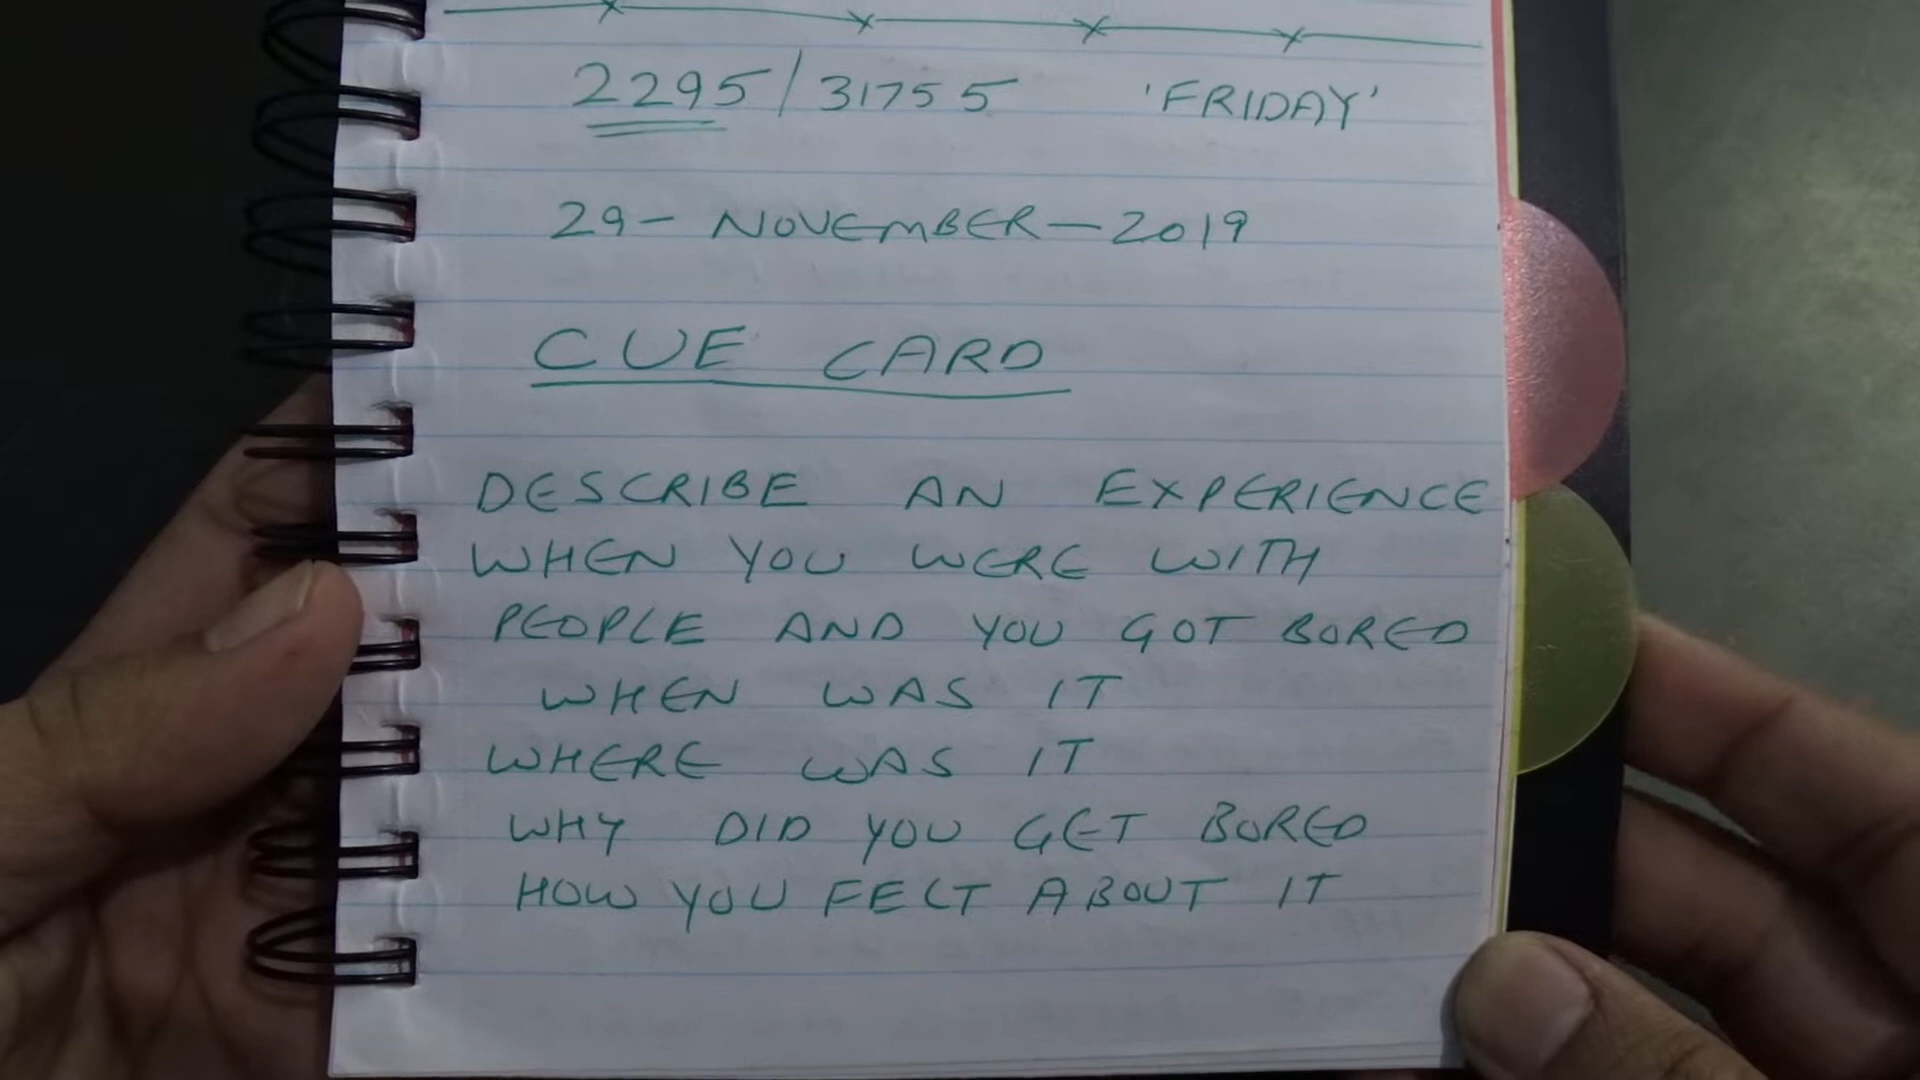 2295/31755 'FRIDAY'
29- NOVEMBER-2019
CUE CARD
DESCRIBE AN EXPERIENCE
WHEN YOU WERE WITH
PEOPLE AND YOU GOT BORED
WHEN WAS IT
WHERE WAS IT
WHY DID YOU GET BORED
HOW YOU FELT ABOUT IT